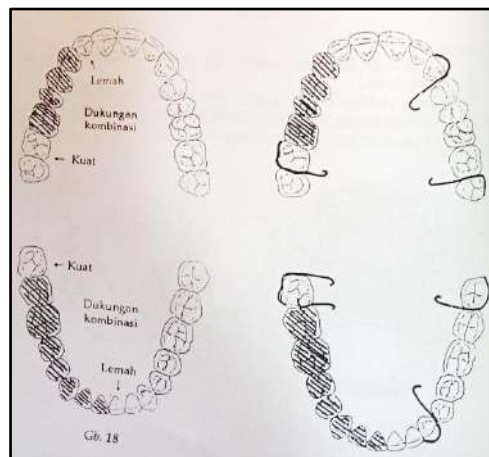 Lemah
Dukungan
kombinasi
Kuat
Kuat
Dukungan
kombinasi
Lemah
Gb. 18